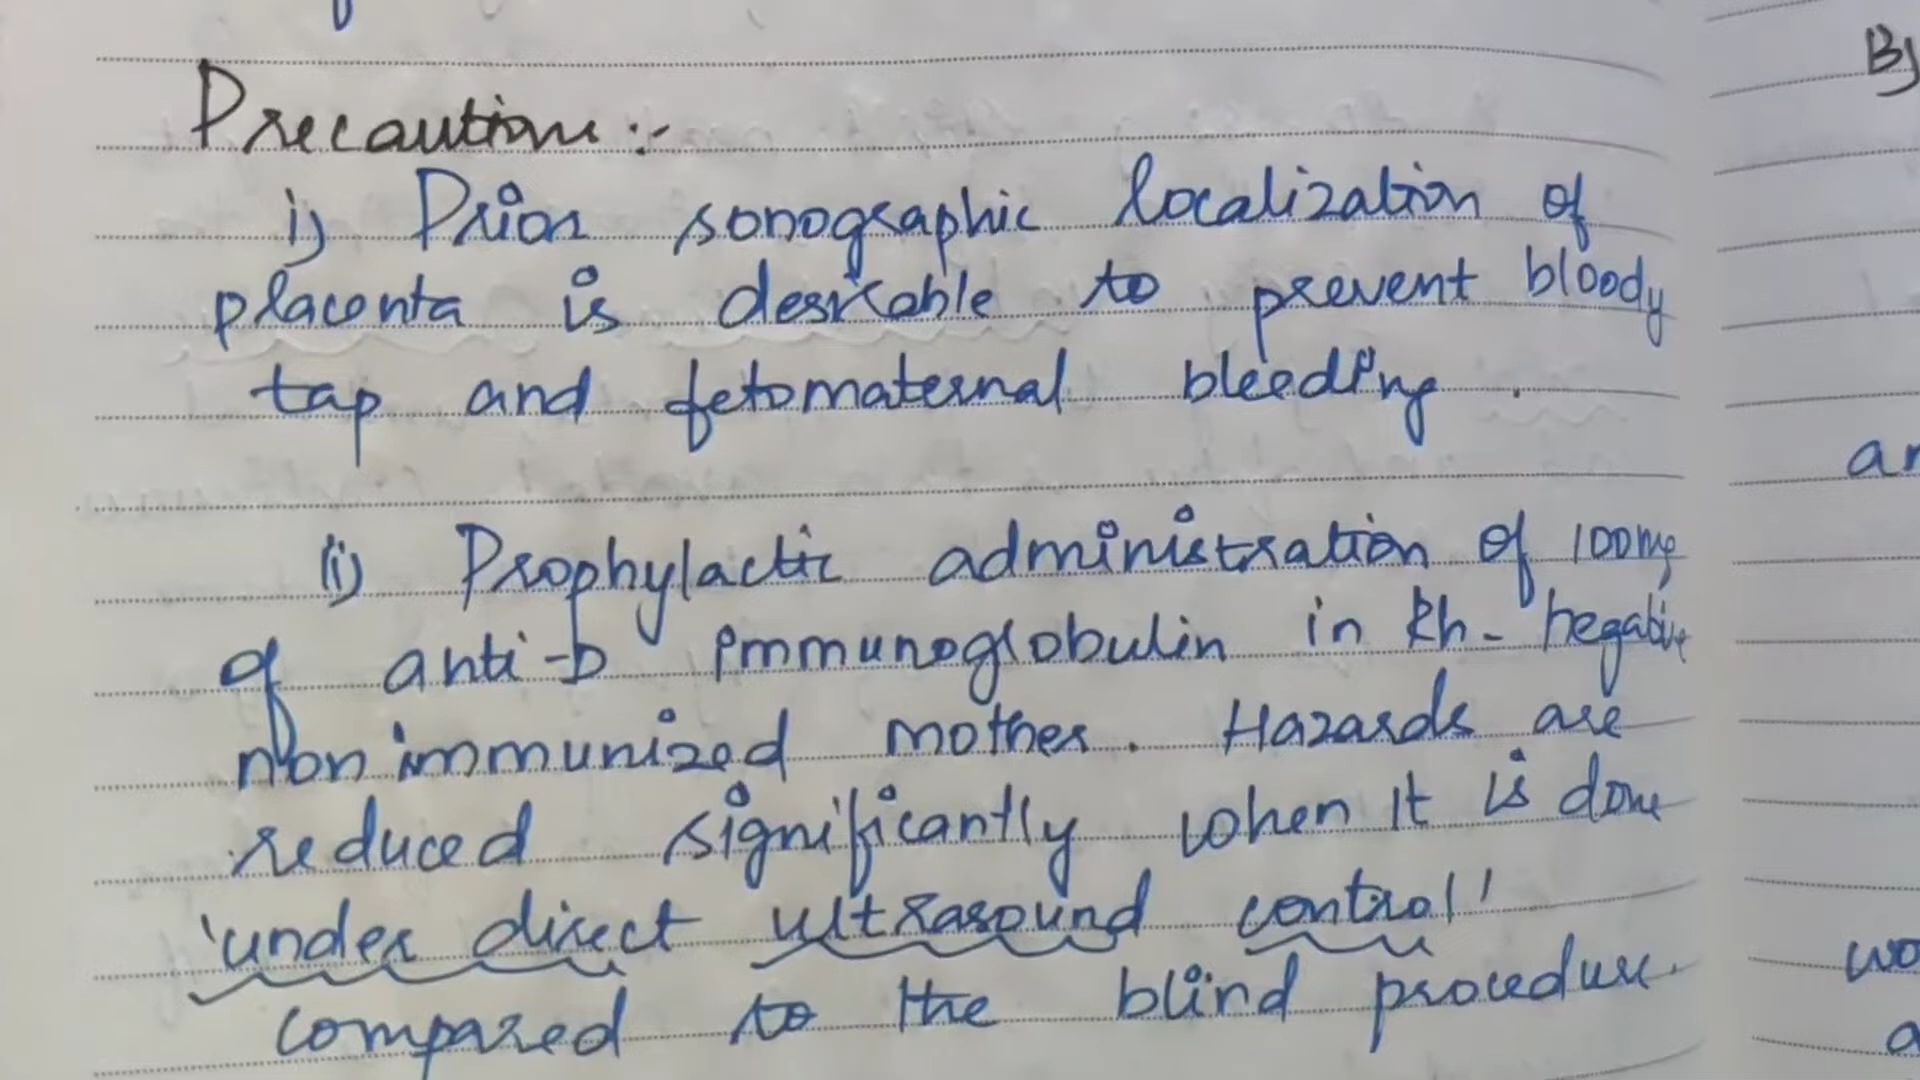 Precautions :-
i) Prior sonographic localization of
placenta is desirable to prevent bloody
tap and fetomaternal bleeding .
ii) Prophylactic administration of 100mg
of anti-D immunoglobulin in Rh- negative
non immunized mother. Hazards are
reduced significantly when it is done
'under direct ultrasound control'
compared to the blind procedure.
B)
an
wo
a